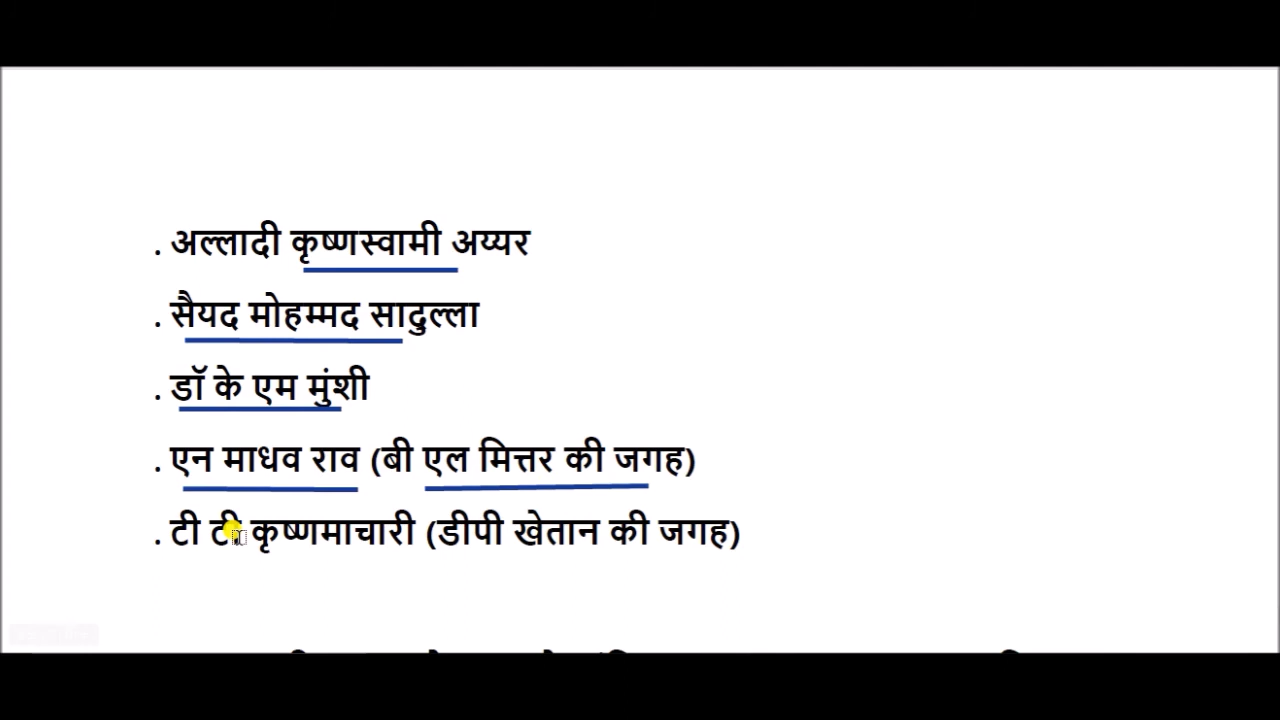 . अल्लादी कृष्णस्वामी अय्यर
. सैयद मोहम्मद सादुल्ला
. डॉ के एम मुंशी
. एन माधव राव (बी एल मित्तर की जगह)
. टी टी कृष्णमाचारी (डीपी खेतान की जगह)